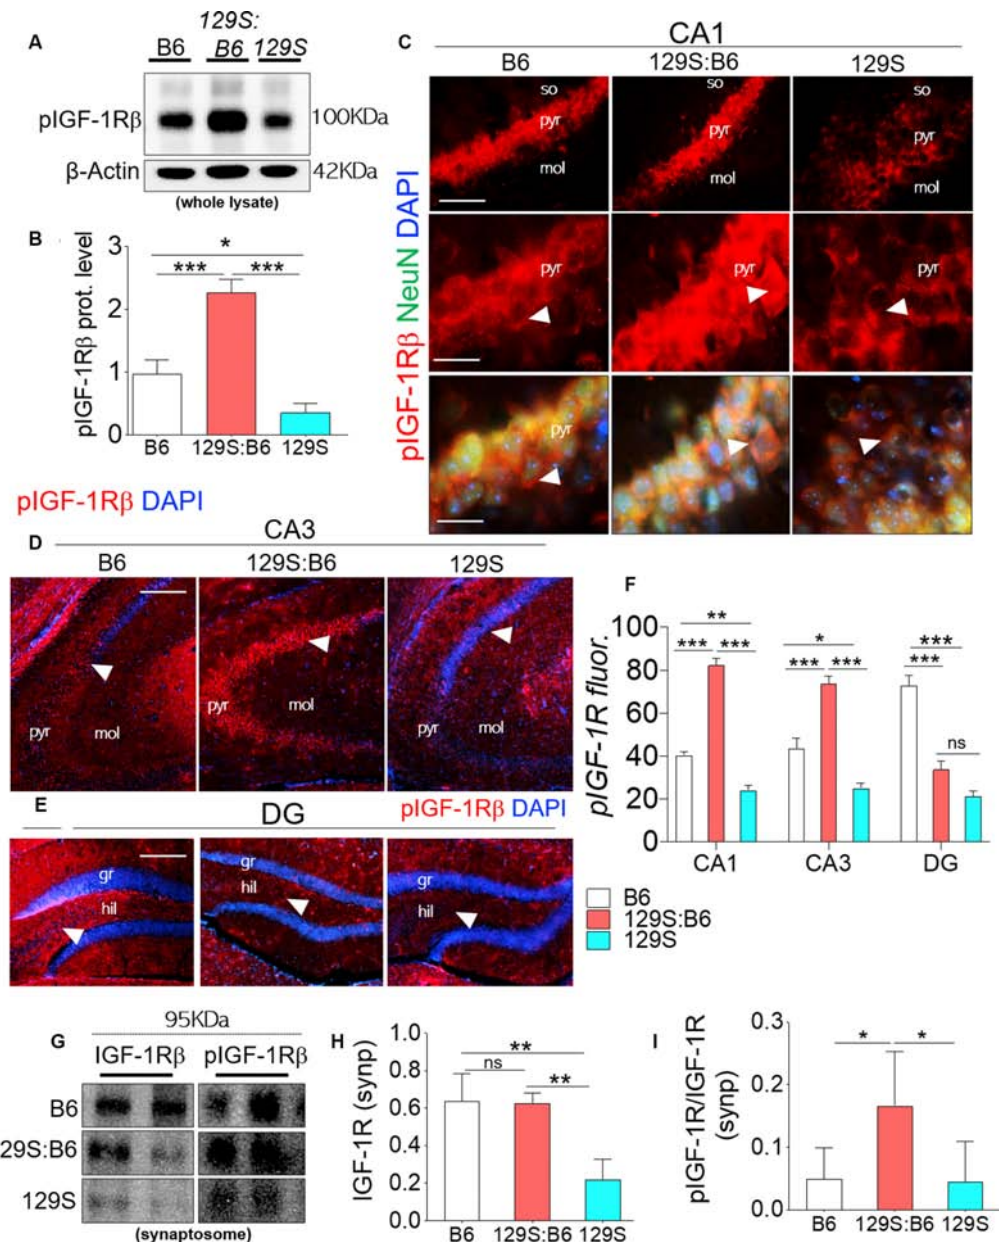 A
129S:
B6 B6 129S
pIGF-1Rβ 100KDa
β-Actin 42KDa
(whole lysate)
B
pIGF-1Rβ prot. level
3
2
1
0
*
*** ***
B6 129S:B6 129S
C
CA1
B6 129S:B6 129S
pIGF-1Rβ NeuN DAPI
so so so
pyr pyr pyr
mol mol mol
pyr pyr pyr
pyr
pIGF-1Rβ DAPI
D
CA3
B6 129S:B6 129S
pyr mol pyr mol pyr mol
E
DG
pIGF-1Rβ DAPI
gr gr gr
hil hil hil
F
pIGF-1R fluor.
100
80
60
40
20
0
** * ***
*** *** *** *** ***
ns
CA1 CA3 DG
B6
129S:B6
129S
G
95KDa
IGF-1Rβ pIGF-1Rβ
B6
29S:B6
129S
(synaptosome)
H
IGF-1R (synp)
1.0
0.8
0.6
0.4
0.2
0.0
**
ns
**
B6 129S:B6 129S
I
pIGF-1R/IGF-1R
(synp)
0.3
0.2
0.1
0.0
* *
B6 129S:B6 129S